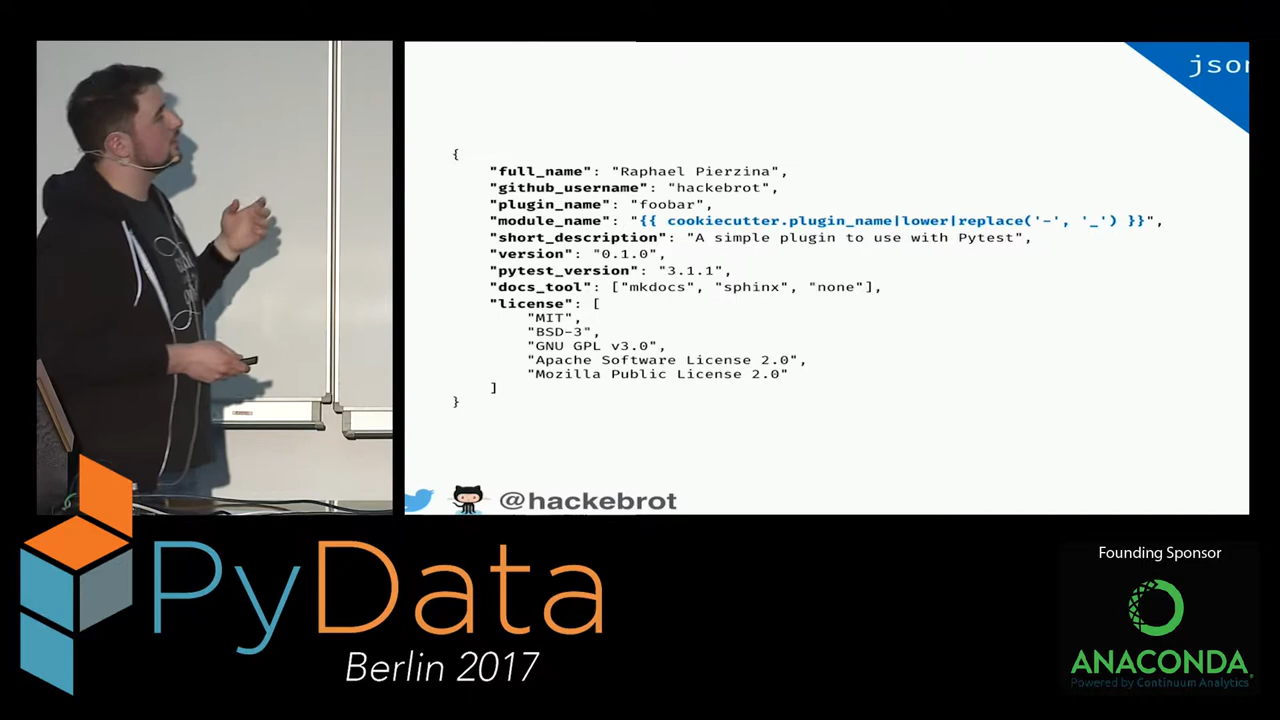 json
{
"full_name": "Raphael Pierzina",
"github_username": "hackebrot",
"plugin_name": "foobar",
"module_name": "{{ cookiecutter.plugin_name|lower|replace('-', '_') }}",
"short_description": "A simple plugin to use with Pytest",
"version": "0.1.0",
"pytest_version": "3.1.1",
"docs_tool": ["mkdocs", "sphinx", "none"],
"license": [
"MIT",
"BSD-3",
"GNU GPL v3.0",
"Apache Software License 2.0",
"Mozilla Public License 2.0"
]
}
@hackebrot
PyData
Berlin 2017
Founding Sponsor
ANACONDA
Powered by Continuum Analytics